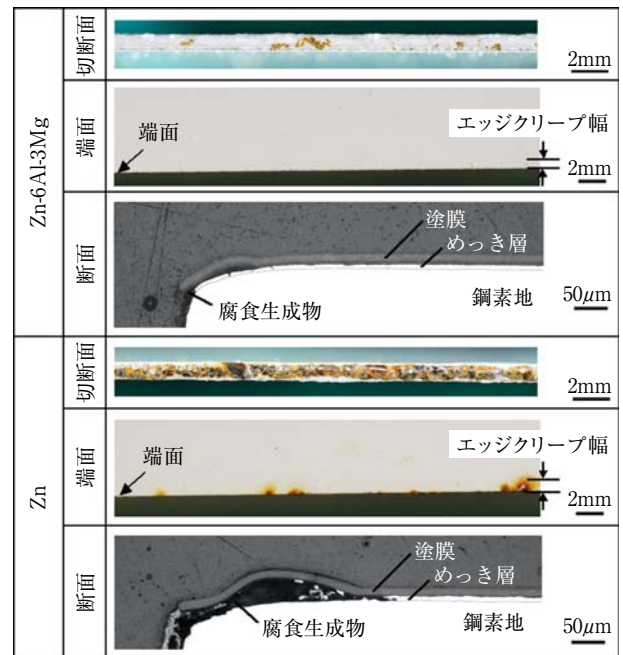 Zn-6Al-3Mg
切断面
2mm
端面
端面
エッジクリープ幅
2mm
断面
塗膜
めっき層
腐食生成物
鋼素地
50μm
Zn
切断面
2mm
端面
端面
エッジクリープ幅
2mm
断面
塗膜
めっき層
腐食生成物
鋼素地
50μm